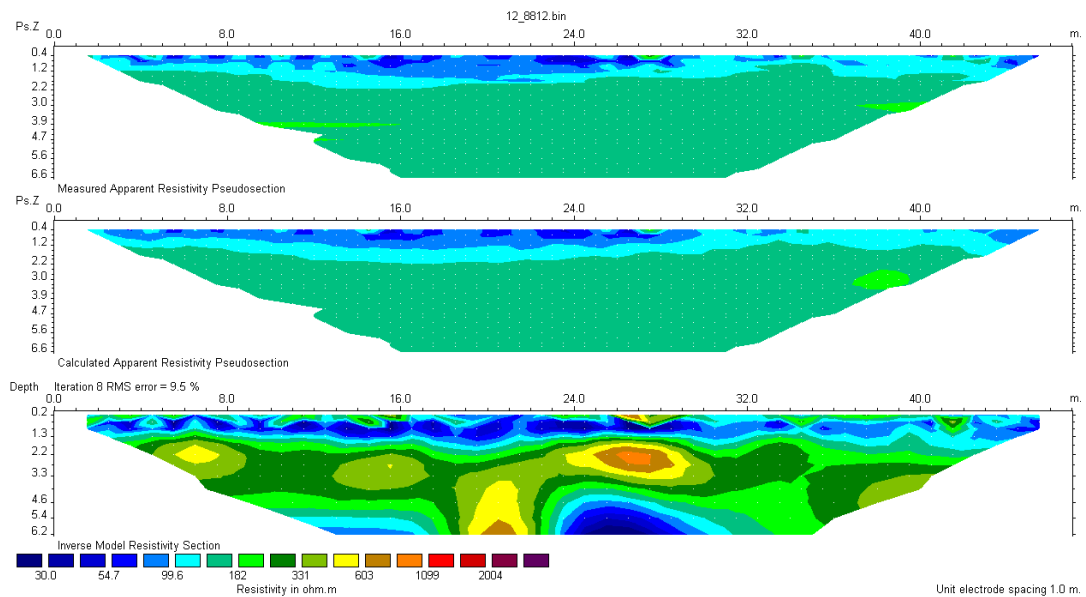 12_8812.bin
Ps.Z 0.0 8.0 16.0 24.0 32.0 40.0 m.
0.4
1.2
2.2
3.0
3.9
4.7
5.6
6.6
Measured Apparent Resistivity Pseudosection
Ps.Z 0.0 8.0 16.0 24.0 32.0 40.0 m.
0.4
1.2
2.2
3.0
3.9
4.7
5.6
6.6
Calculated Apparent Resistivity Pseudosection
Depth Iteration 8 RMS error = 9.5 %
0.0 8.0 16.0 24.0 32.0 40.0 m.
0.2
1.3
2.2
3.3
4.6
6.2
Inverse Model Resistivity Section
30.0 54.7 99.6 182 331 603 1099 2004
Resistivity in ohm.m
Unit electrode spacing 1.0 m.